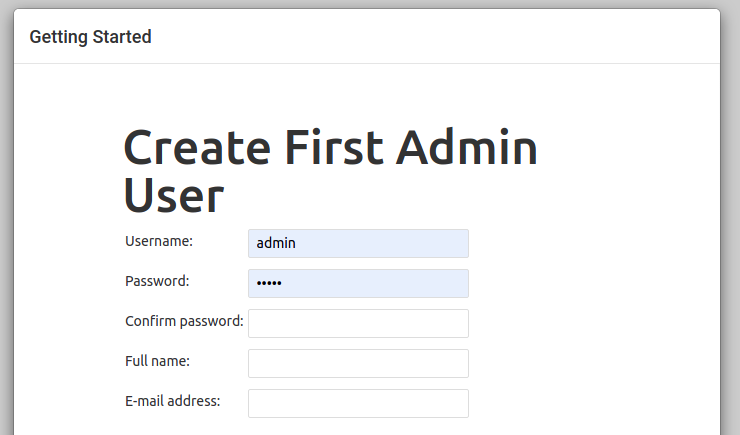 Getting Started
Create First Admin
User
Username: admin
Password: •••••
Confirm password:
Full name:
E-mail address: